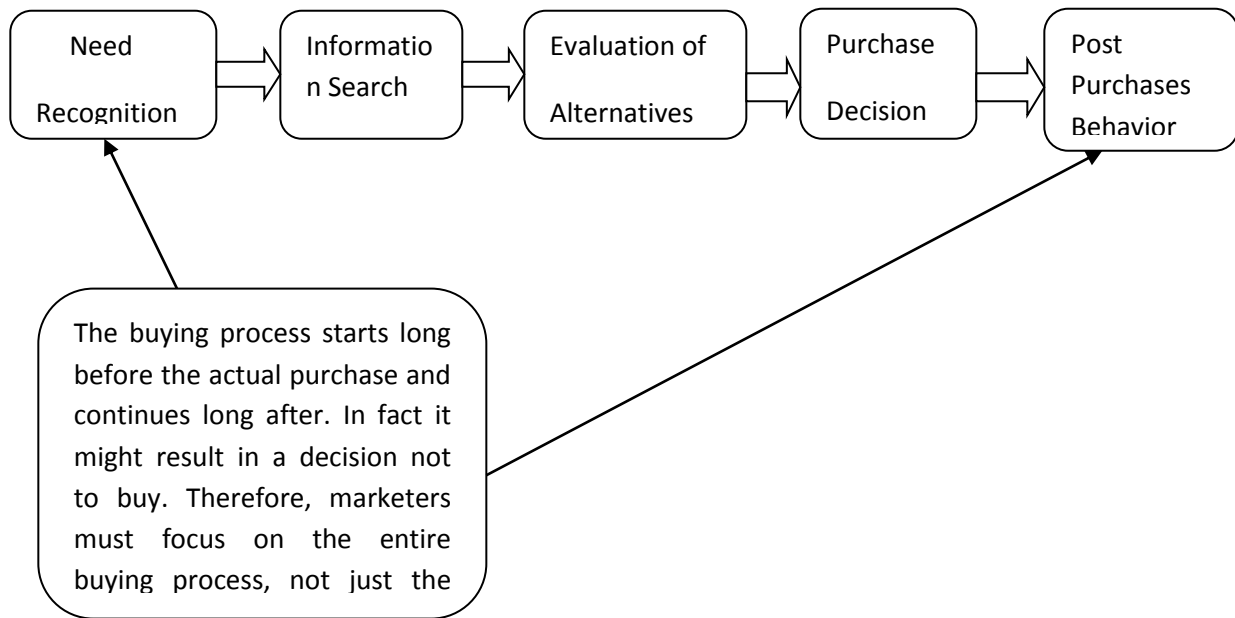 Need
Recognition
Informatio
n Search
Evaluation of
Alternatives
Purchase
Decision
Post
Purchases
Behavior
The buying process starts long
before the actual purchase and
continues long after. In fact it
might result in a decision not
to buy. Therefore, marketers
must focus on the entire
buying process, not just the